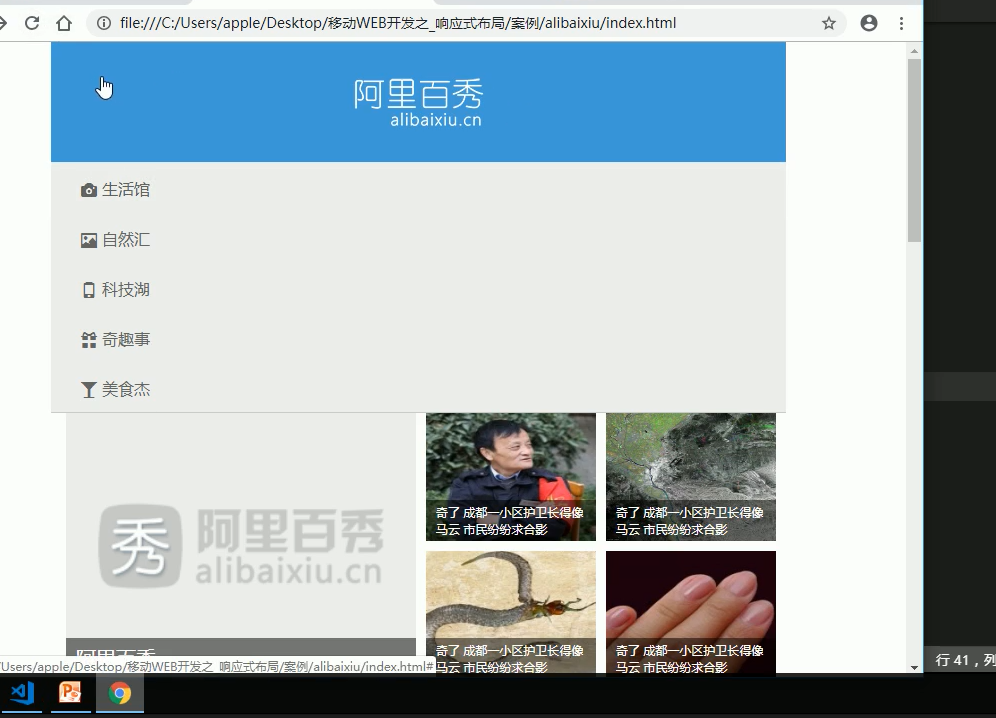 file:///C:/Users/apple/Desktop/移动WEB开发之_响应式布局/案例/alibaixiu/index.html
阿里百秀
alibaixiu.cn
生活馆
自然汇
科技湖
奇趣事
美食杰
秀 阿里百秀
alibaixiu.cn
奇了 成都一小区护卫长得像
马云 市民纷纷求合影
奇了 成都一小区护卫长得像
马云 市民纷纷求合影
阿里百秀
奇了 成都一小区护卫长得像
马云 市民纷纷求合影
奇了 成都一小区护卫长得像
马云 市民纷纷求合影
/Users/apple/Desktop/移动WEB开发之_响应式布局/案例/alibaixiu/index.html#
行 41，列